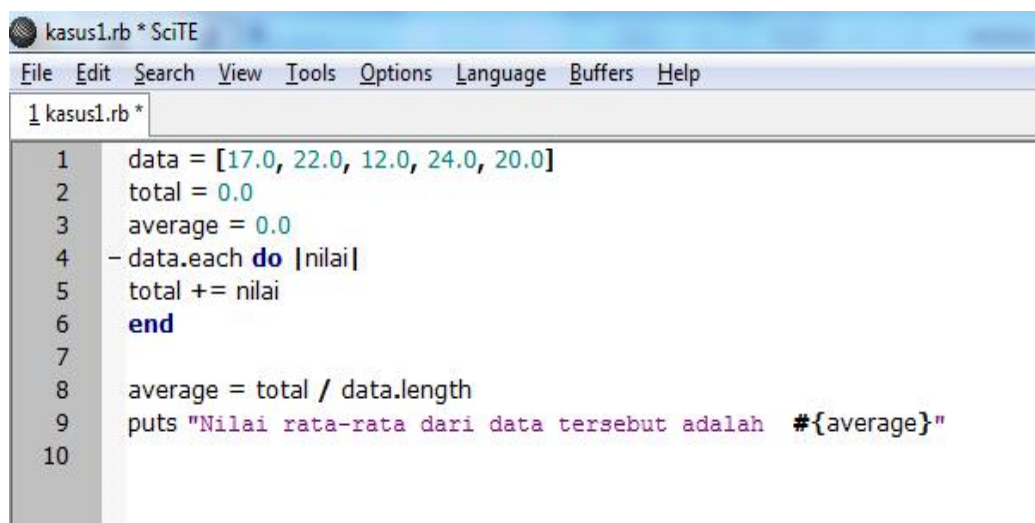 kasus1.rb * SciTE
File Edit Search View Tools Options Language Buffers Help
1 kasus1.rb *
1 data = [17.0, 22.0, 12.0, 24.0, 20.0]
2 total = 0.0
3 average = 0.0
4 data.each do |nilai|
5 total += nilai
6 end
7
8 average = total / data.length
9 puts "Nilai rata-rata dari data tersebut adalah  #{average}"
10